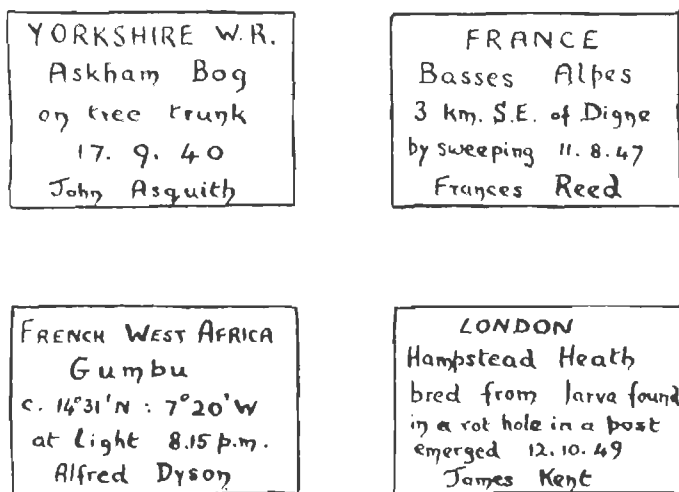 YORKSHIRE W.R.
Askham Bog
on tree trunk
17. 9. 40
John Asquith
FRANCE
Basses Alpes
3 km. S.E. of Digne
by sweeping 11. 8. 47
Frances Reed
FRENCH WEST AFRICA
Gumbu
c. 14°31'N : 7°20'W
at light 8.15 p.m.
Alfred Dyson
LONDON
Hampstead Heath
bred from larva found
in a rot hole in a post
emerged 12. 10. 49
James Kent